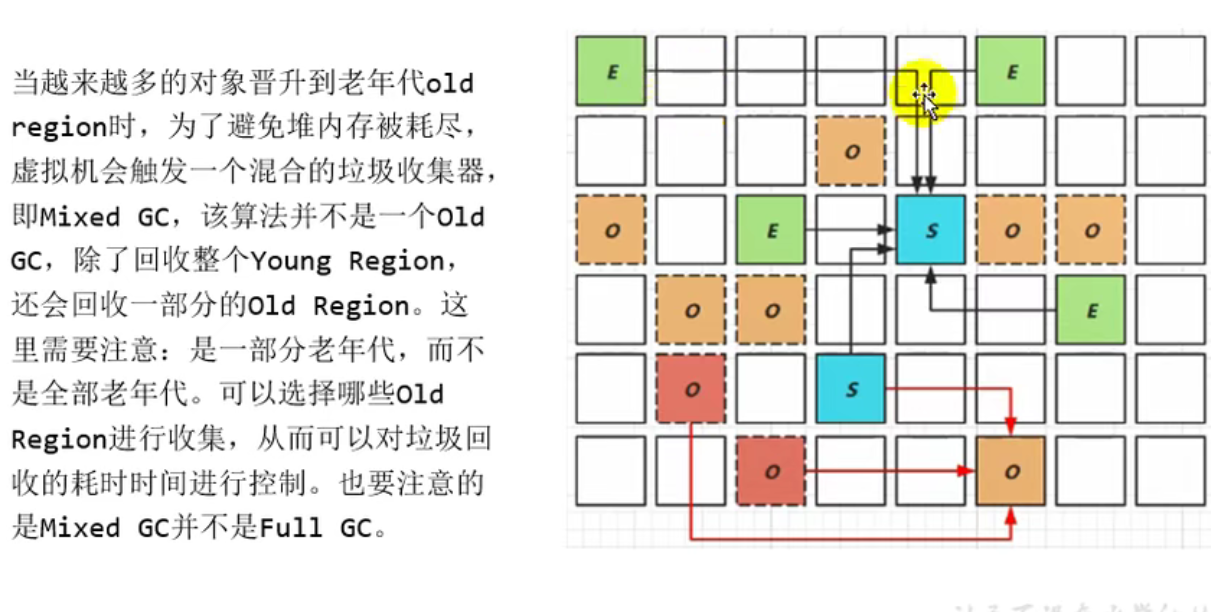 当越来越多的对象晋升到老年代old
region时，为了避免堆内存被耗尽，
虚拟机会触发一个混合的垃圾收集器，
即Mixed GC，该算法并不是一个Old
GC，除了回收整个Young Region，
还会回收一部分的Old Region。这
里需要注意：是一部分老年代，而不
是全部老年代。可以选择哪些Old
Region进行收集，从而可以对垃圾回
收的耗时时间进行控制。也要注意的
是Mixed GC并不是Full GC。
E E
O
O E S O O
O O E
O S
O O